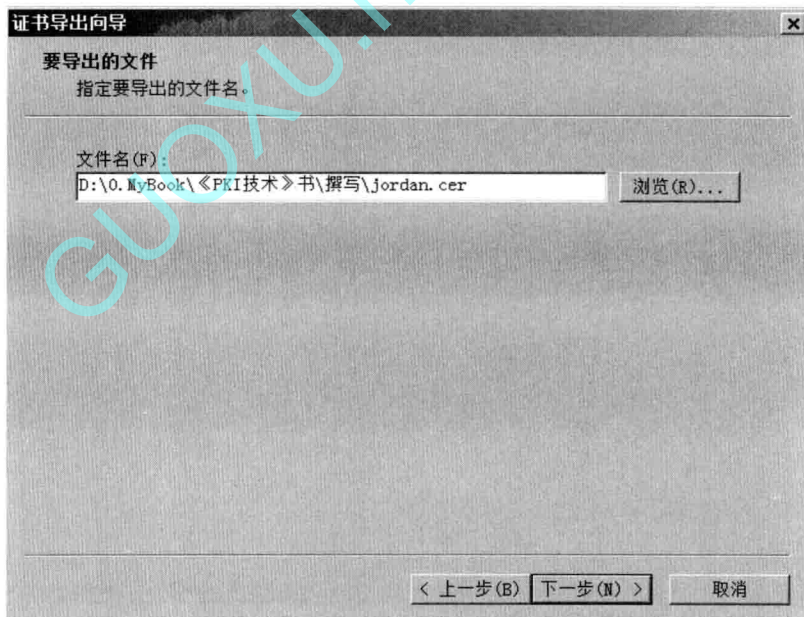 证书导出向导
要导出的文件
指定要导出的文件名。
文件名(F):
D:\0.MyBook\《PKI技术》书\撰写\jordan.cer
浏览(R)...
< 上一步(B) 下一步(N) > 取消